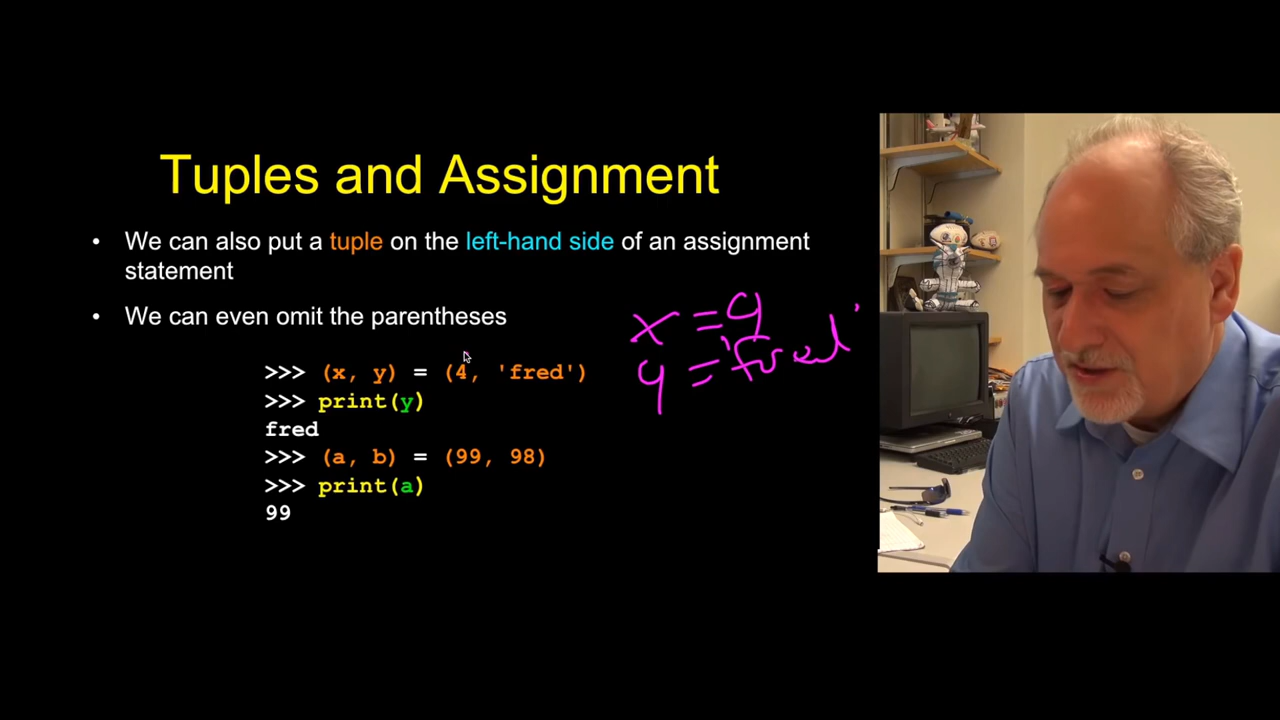 Tuples and Assignment
• We can also put a tuple on the left-hand side of an assignment
statement
• We can even omit the parentheses
>>> (x, y) = (4, 'fred')
>>> print(y)
fred
>>> (a, b) = (99, 98)
>>> print(a)
99
x = 4
y = 'fred'